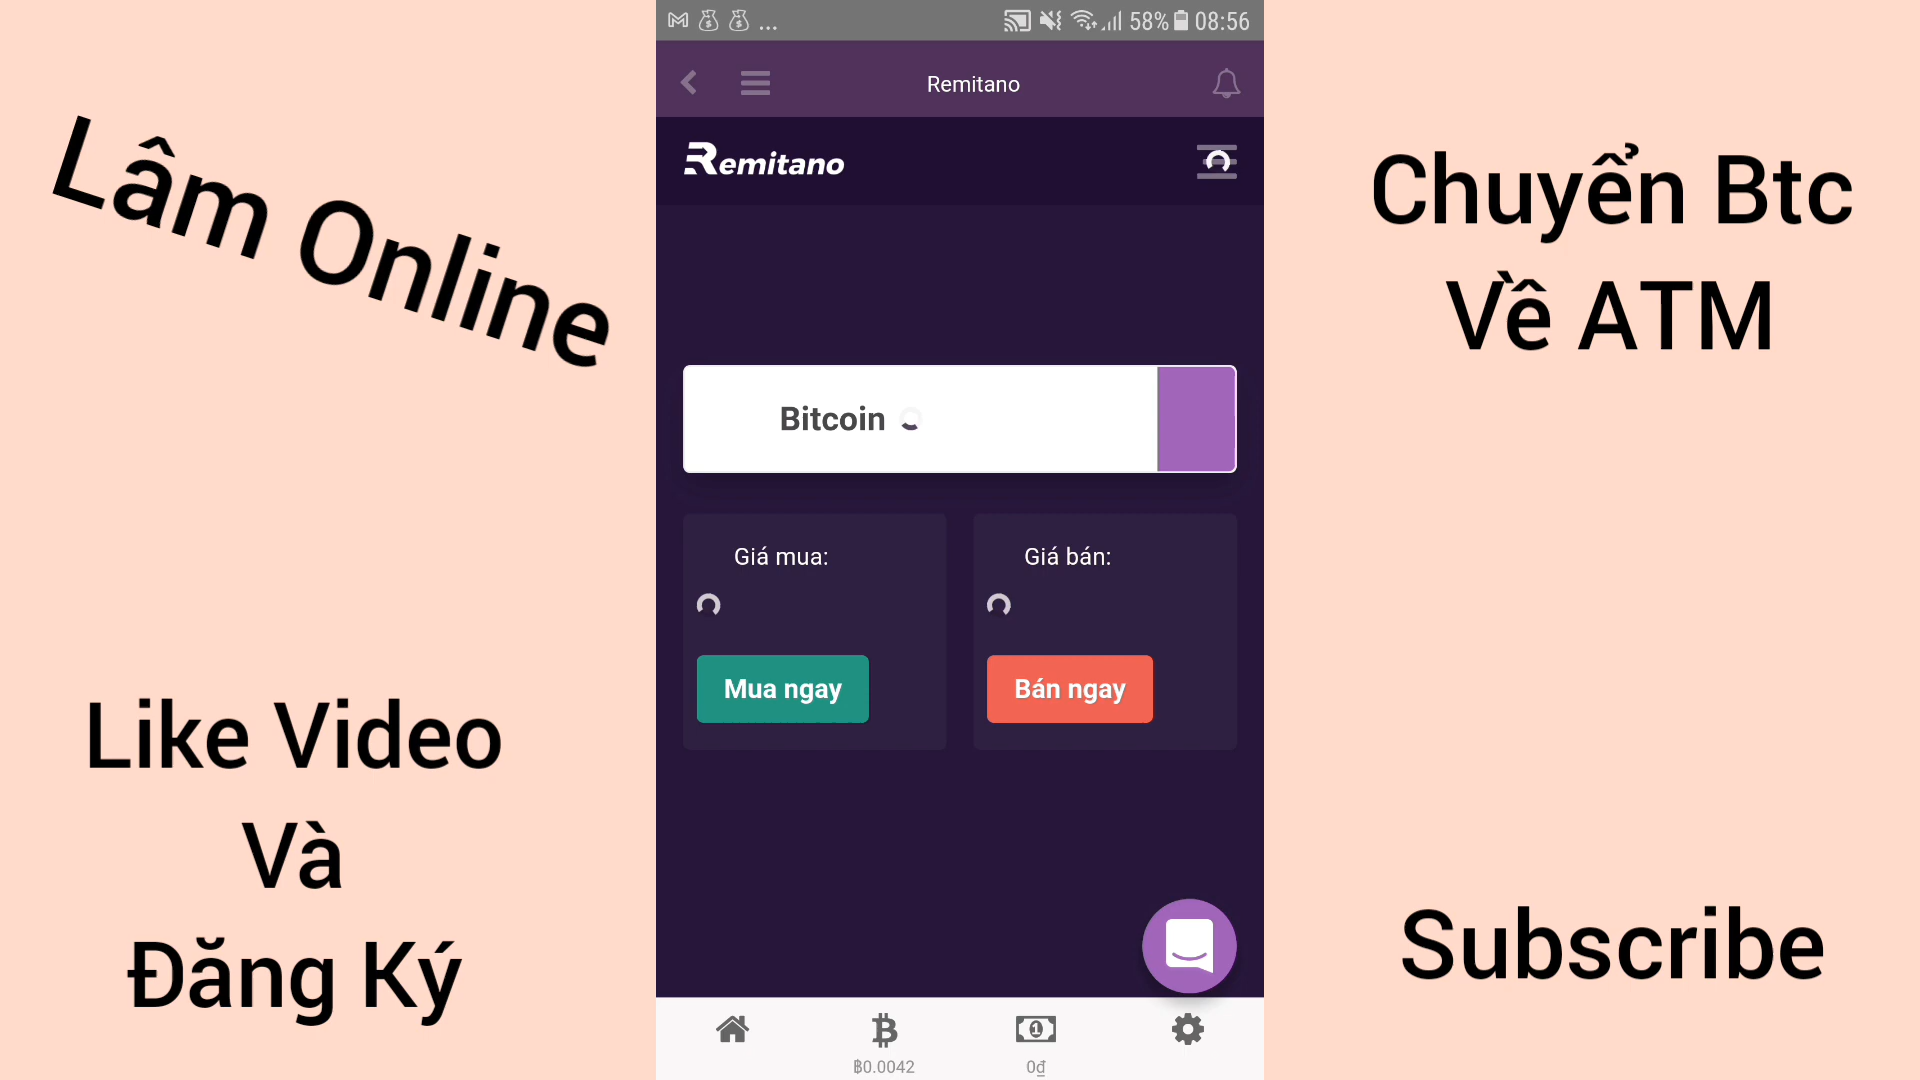 58% 08:56
Remitano
Remitano
Lâm Online
Chuyển Btc
Về ATM
Bitcoin
Giá mua:
Giá bán:
Mua ngay
Bán ngay
Like Video
Và
Đăng Ký
Subscribe
฿0.0042
0₫